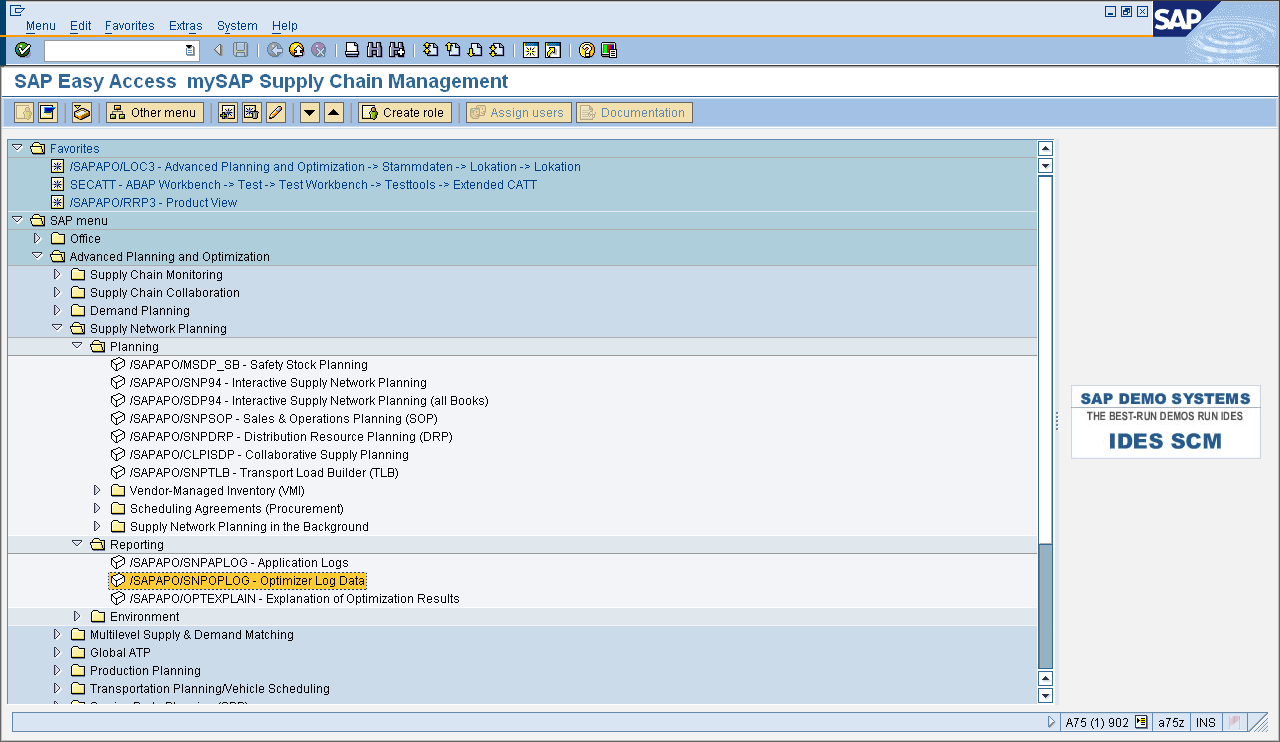 Menu Edit Favorites Extras System Help
SAP
SAP Easy Access mySAP Supply Chain Management
Other menu Create role Assign users Documentation
Favorites
/SAPAPO/LOC3 - Advanced Planning and Optimization -> Stammdaten -> Lokation -> Lokation
SECATT - ABAP Workbench -> Test -> Test Workbench -> Testtools -> Extended CATT
/SAPAPO/RRP3 - Product View
SAP menu
Office
Advanced Planning and Optimization
Supply Chain Monitoring
Supply Chain Collaboration
Demand Planning
Supply Network Planning
Planning
/SAPAPO/MSDP_SB - Safety Stock Planning
/SAPAPO/SNP94 - Interactive Supply Network Planning
/SAPAPO/SDP94 - Interactive Supply Network Planning (all Books)
/SAPAPO/SNPSOP - Sales & Operations Planning (SOP)
/SAPAPO/SNPDRP - Distribution Resource Planning (DRP)
/SAPAPO/CLPISDP - Collaborative Supply Planning
/SAPAPO/SNPTLB - Transport Load Builder (TLB)
Vendor-Managed Inventory (VMI)
Scheduling Agreements (Procurement)
Supply Network Planning in the Background
Reporting
/SAPAPO/SNPAPLOG - Application Logs
/SAPAPO/SNPOPLOG - Optimizer Log Data
/SAPAPO/OPTEXPLAIN - Explanation of Optimization Results
Environment
Multilevel Supply & Demand Matching
Global ATP
Production Planning
Transportation Planning/Vehicle Scheduling
SAP DEMO SYSTEMS
THE BEST-RUN DEMOS RUN IDES
IDES SCM
A75 (1) 902 a75z INS